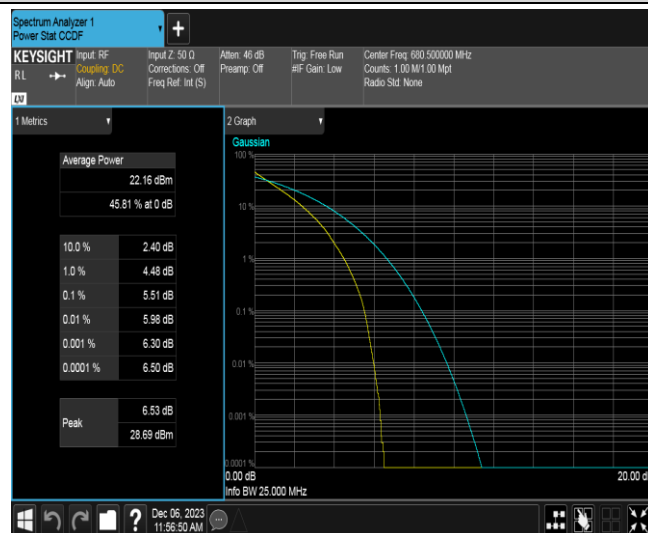 Spectrum Analyzer 1
Power Stat CCDF
+
KEYSIGHT Input: RF
RL Coupling: DC
Align: Auto
LXI
Input Z: 50 Ω
Corrections: Off
Freq Ref: Int (S)
Atten: 46 dB
Preamp: Off
Trig: Free Run
#IF Gain: Low
Center Freq: 680.500000 MHz
Counts: 1.00 M/1.00 Mpt
Radio Std: None
1 Metrics
Average Power
22.16 dBm
45.81 % at 0 dB
10.0 % 2.40 dB
1.0 % 4.48 dB
0.1 % 5.51 dB
0.01 % 5.98 dB
0.001 % 6.30 dB
0.0001 % 6.50 dB
Peak 6.53 dB
28.69 dBm
2 Graph
Gaussian
100 %
10 %
1 %
0.1 %
0.01 %
0.001 %
0.0001 %
0.00 dB 20.00 d
Info BW 25.000 MHz
?
Dec 06, 2023
11:56:50 AM